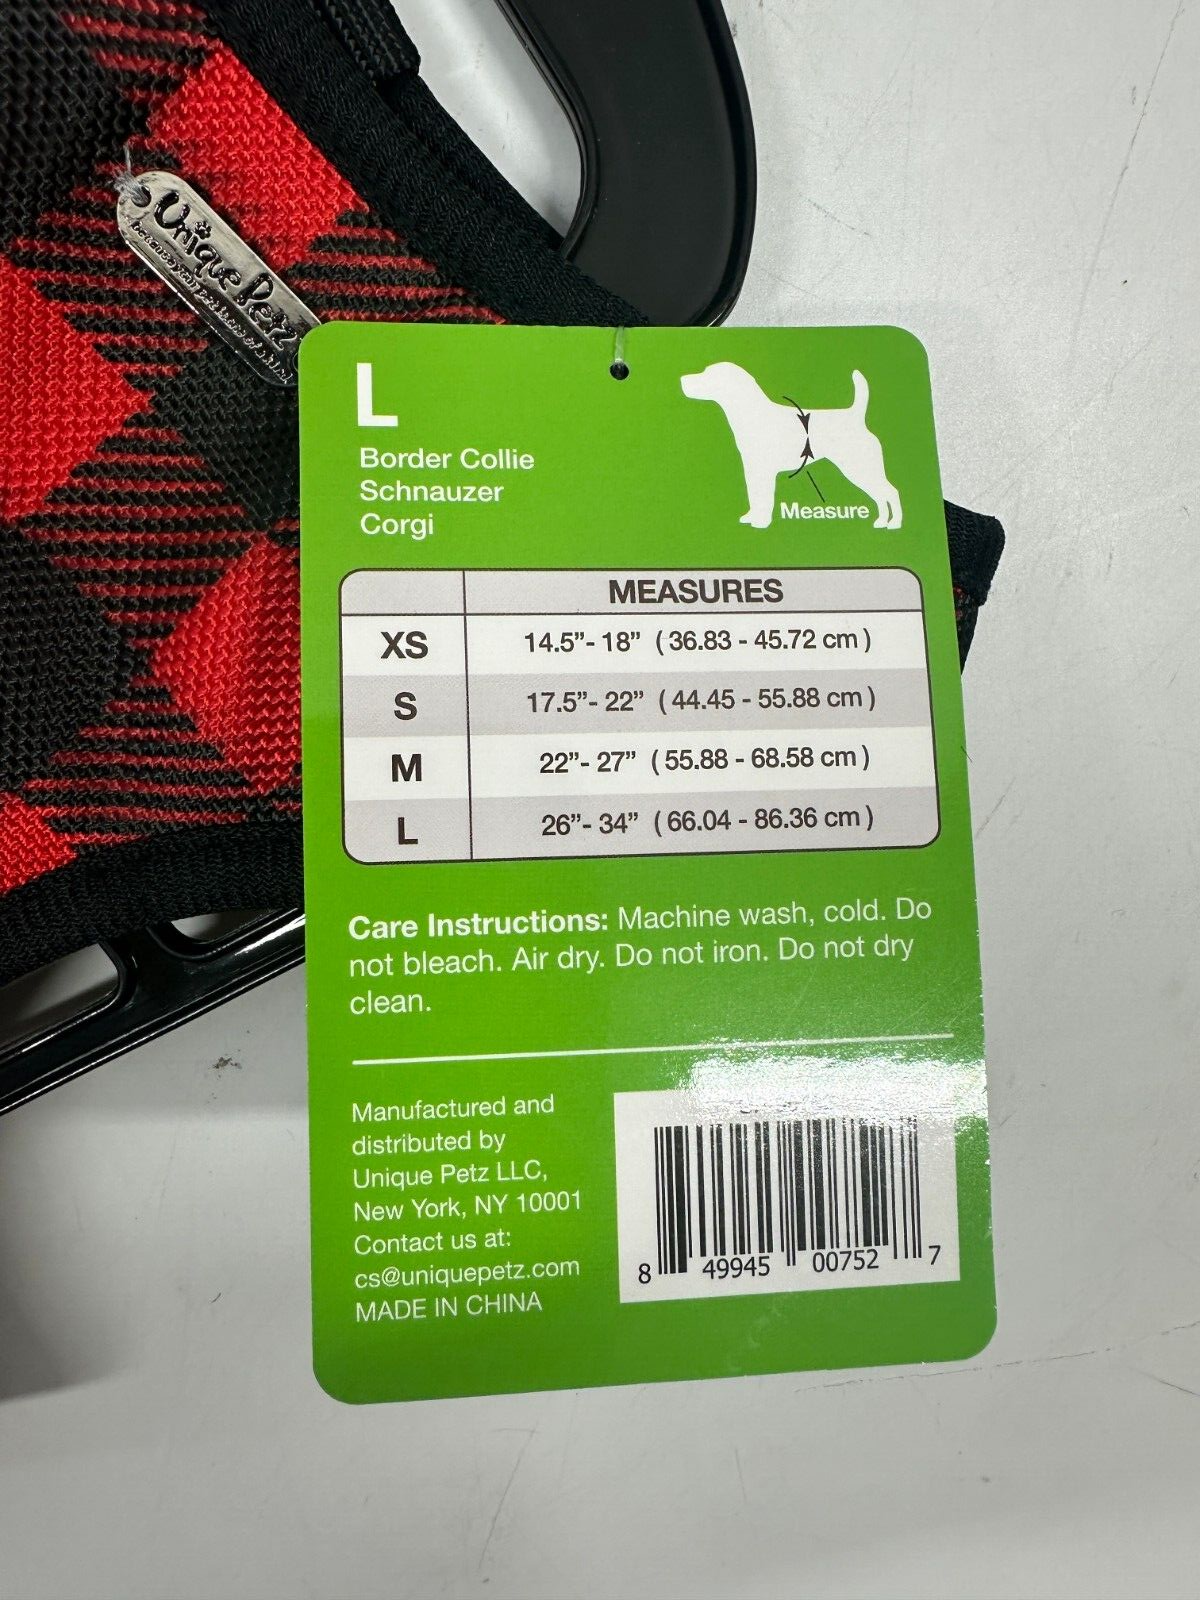 Unique Petz
L
Border Collie
Schnauzer
Corgi
Measure
MEASURES
XS 14.5”- 18” ( 36.83 - 45.72 cm )
S 17.5”- 22” ( 44.45 - 55.88 cm )
M 22”- 27” ( 55.88 - 68.58 cm )
L 26”- 34” ( 66.04 - 86.36 cm )
Care Instructions: Machine wash, cold. Do
not bleach. Air dry. Do not iron. Do not dry
clean.
Manufactured and
distributed by
Unique Petz LLC,
New York, NY 10001
Contact us at:
cs@uniquepetz.com
MADE IN CHINA
8 49945 00752 7